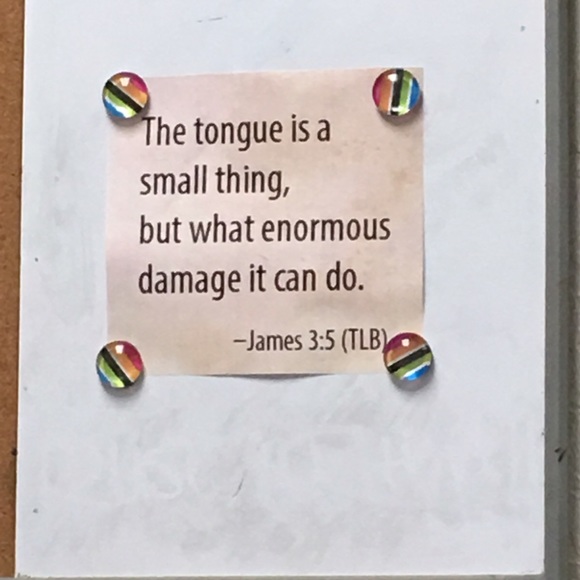 The tongue is a
small thing,
but what enormous
damage it can do.
–James 3:5 (TLB)